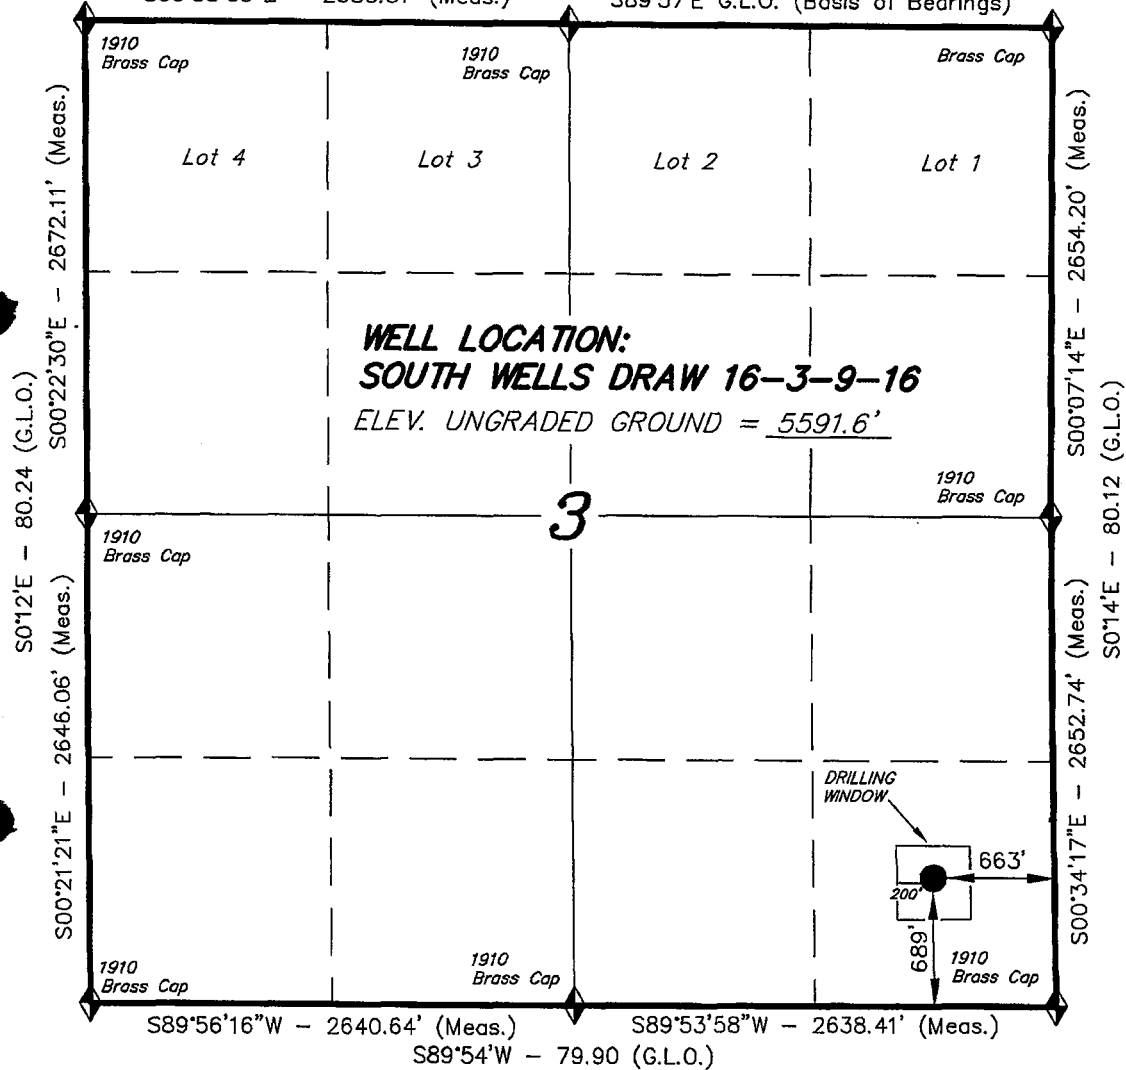 (Meas.)
S89°57'E G.L.O. (Basis of Bearings)
1910
Brass Cap
1910
Brass Cap
Brass Cap
Lot 4
Lot 3
Lot 2
Lot 1
S00°22'30"E - 2672.11' (Meas.)
S0°12'E - 80.24 (G.L.O.)
S00°07'14"E - 2654.20' (Meas.)
S0°14'E - 80.12 (G.L.O.)
WELL LOCATION:
SOUTH WELLS DRAW 16-3-9-16
ELEV. UNGRADED GROUND = 5591.6'
1910
Brass Cap
3
1910
Brass Cap
S00°21'21"E - 2646.06' (Meas.)
S00°34'17"E - 2652.74' (Meas.)
DRILLING
WINDOW
663'
200'
689'
1910
Brass Cap
1910
Brass Cap
1910
Brass Cap
S89°56'16"W - 2640.64' (Meas.)
S89°53'58"W - 2638.41' (Meas.)
S89°54'W - 79.90 (G.L.O.)